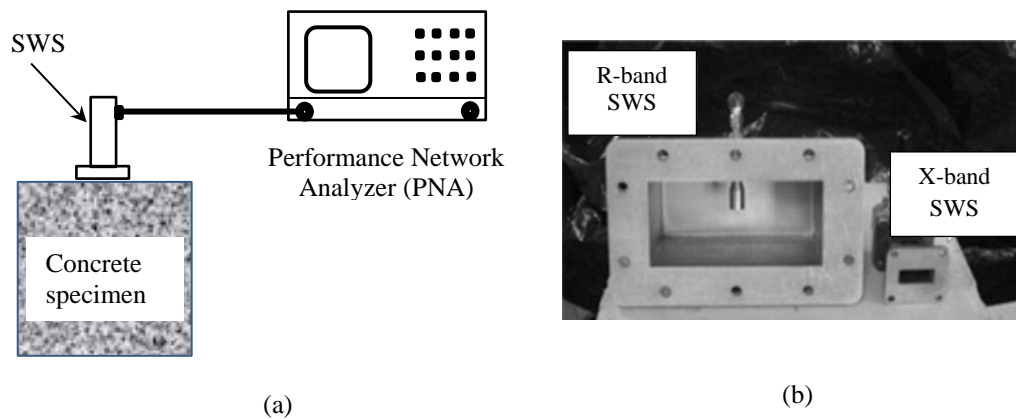 SWS
Performance Network
Analyzer (PNA)
Concrete
specimen
(a)
R-band
SWS
X-band
SWS
(b)